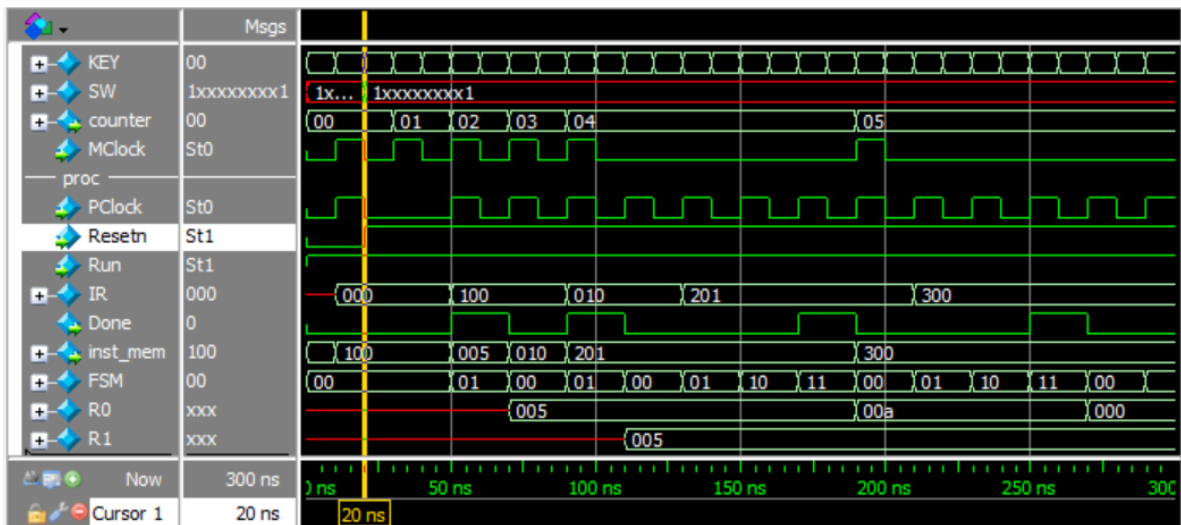 Msgs
KEY 00
SW 1xxxxxxxx1 1x... 1xxxxxxxx1
counter 00 00 01 02 03 04 05
MClock St0
proc
PClock St0
Resetn St1
Run St1
IR 000 000 100 010 201 300
Done 0
inst_mem 100 100 005 010 201 300
FSM 00 00 01 00 01 00 01 10 11 00 01 10 11 00
R0 xxx 005 00a 000
R1 xxx 005
Now 300 ns ns 50 ns 100 ns 150 ns 200 ns 250 ns 300
Cursor 1 20 ns 20 ns